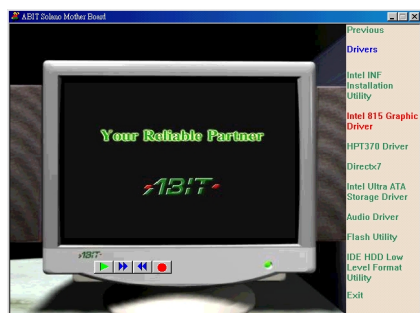 ABIT Solano Mother Board
Your Reliable Partner
ABIT
ABIT
Previous
Drivers
Intel INF
Installation
Utility
Intel 815 Graphic
Driver
HPT370 Driver
Directx7
Intel Ultra ATA
Storage Driver
Audio Driver
Flash Utility
IDE HDD Low
Level Format
Utility
Exit